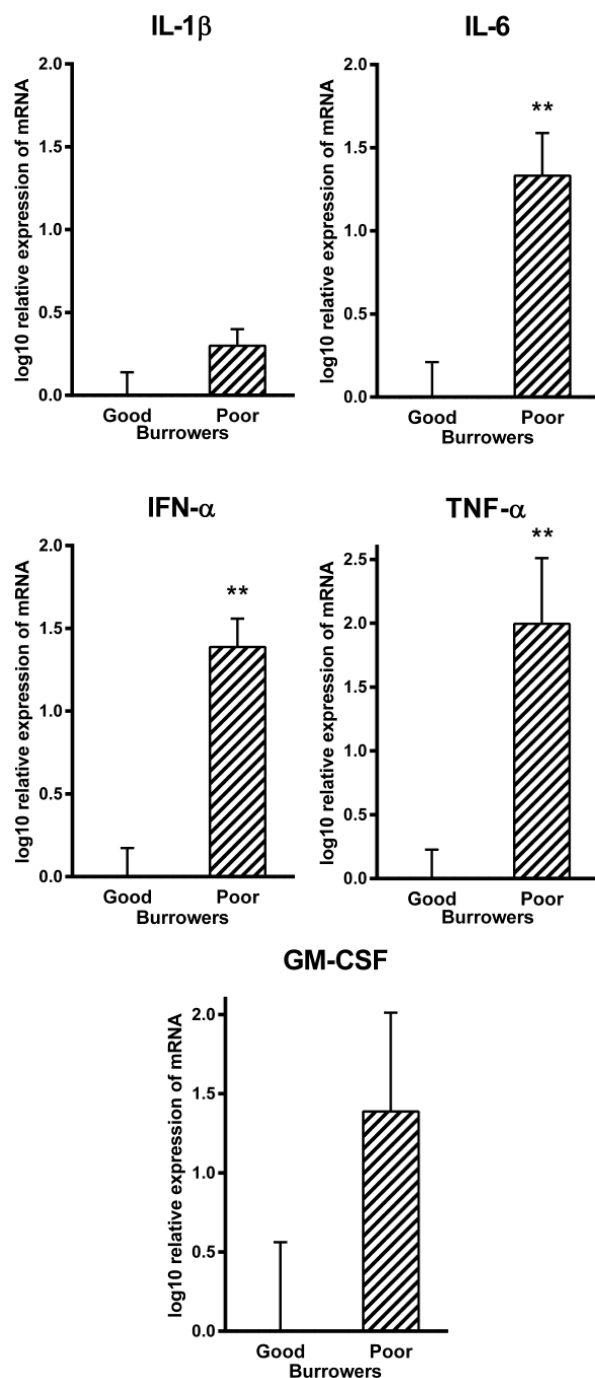 IL-1β
log10 relative expression of mRNA
2.0
1.5
1.0
0.5
0.0
Good
Poor
Burrowers
IL-6
log10 relative expression of mRNA
2.0
1.5
1.0
0.5
0.0
**
Good
Poor
Burrowers
IFN-α
log10 relative expression of mRNA
2.0
1.5
1.0
0.5
0.0
**
Good
Poor
Burrowers
TNF-α
log10 relative expression of mRNA
2.5
2.0
1.5
1.0
0.5
0.0
**
Good
Poor
Burrowers
GM-CSF
log10 relative expression of mRNA
2.0
1.5
1.0
0.5
0.0
Good
Poor
Burrowers